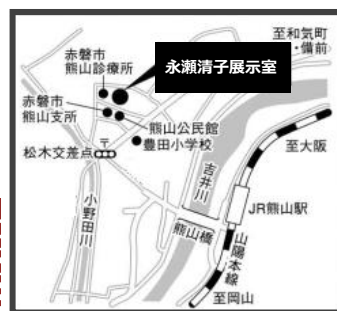 赤磐市
熊山診療所
永瀬清子展示室
至和気町
・備前
赤磐市
熊山支所
熊山公民館
豊田小学校
松木交差点
〒
至大阪
吉井川
小野田川
JR熊山駅
熊山橋
山陽本線
至岡山